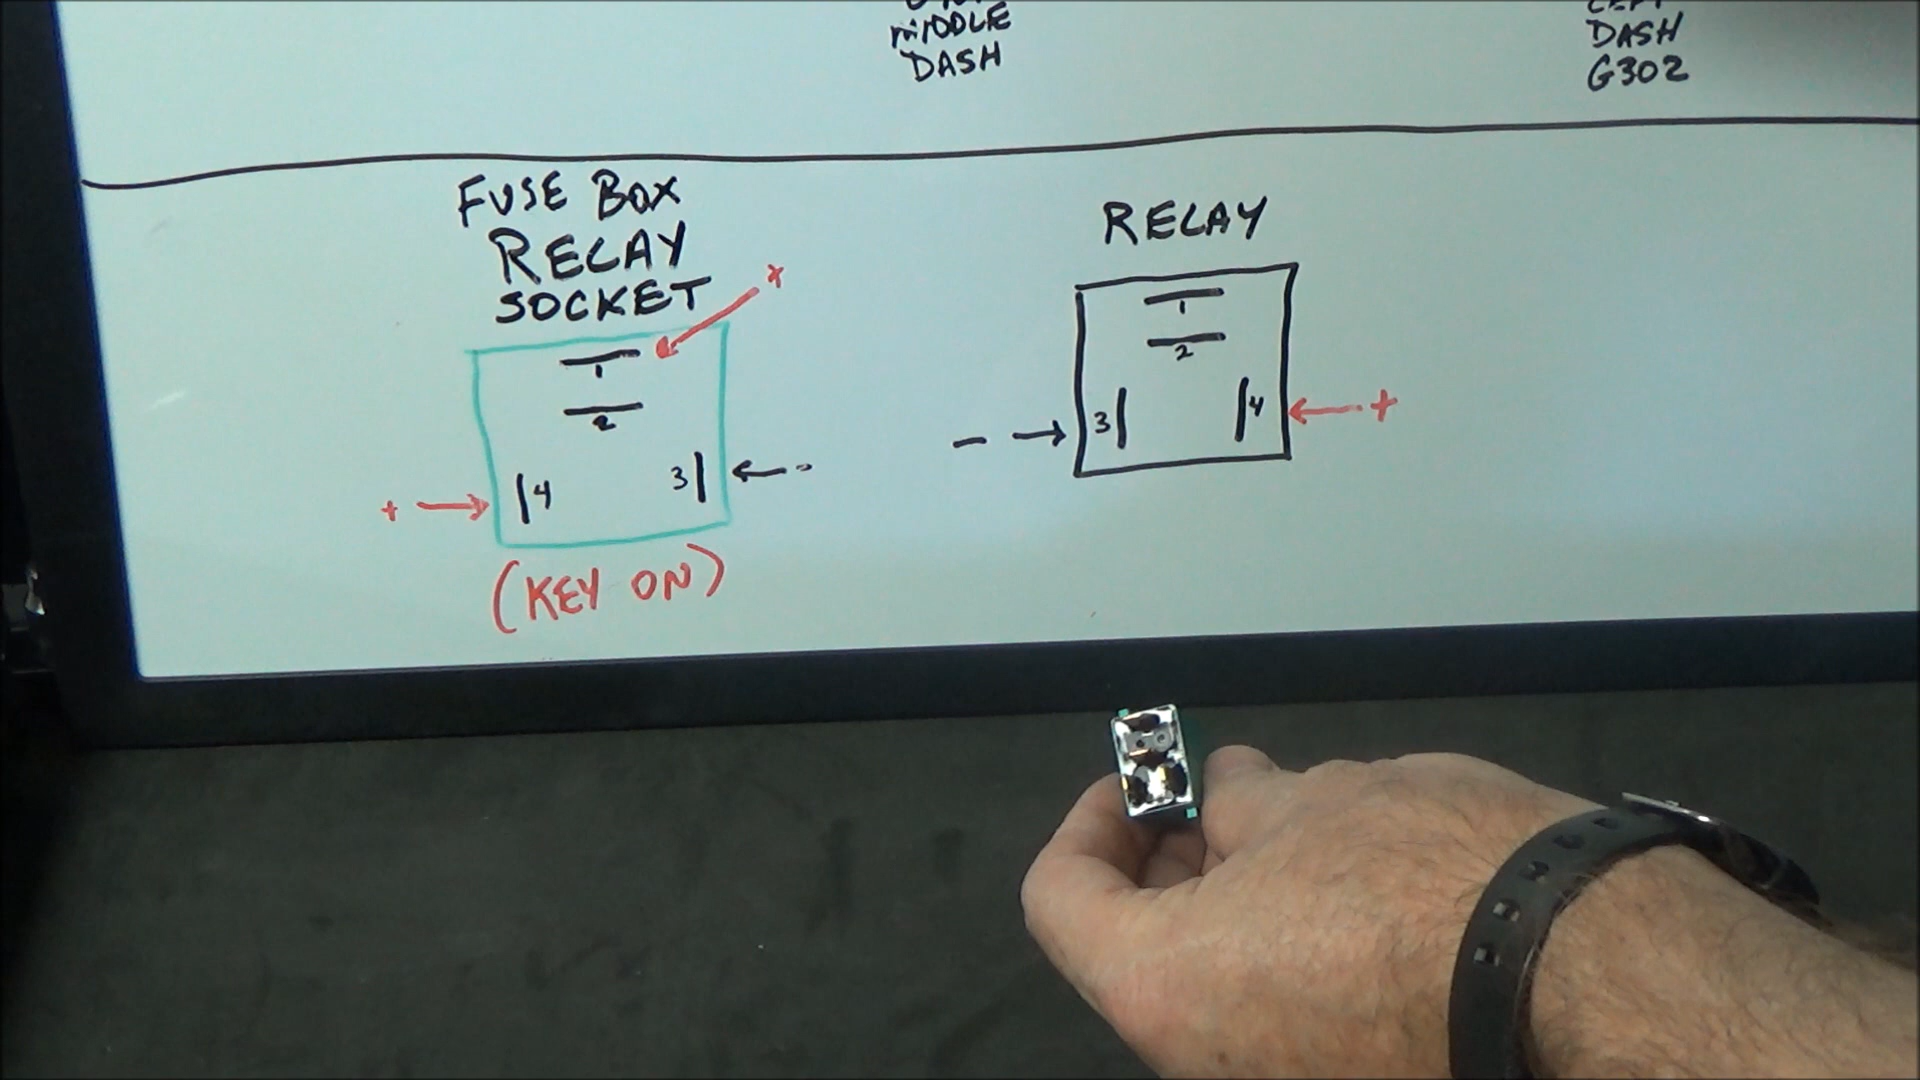 MIDDLE
DASH
DASH
G302
FUSE BOX
RELAY
SOCKET
+
1
2
+ → |4
3| ← -
(KEY ON)
RELAY
1
2
- → 3|
|4 ← +